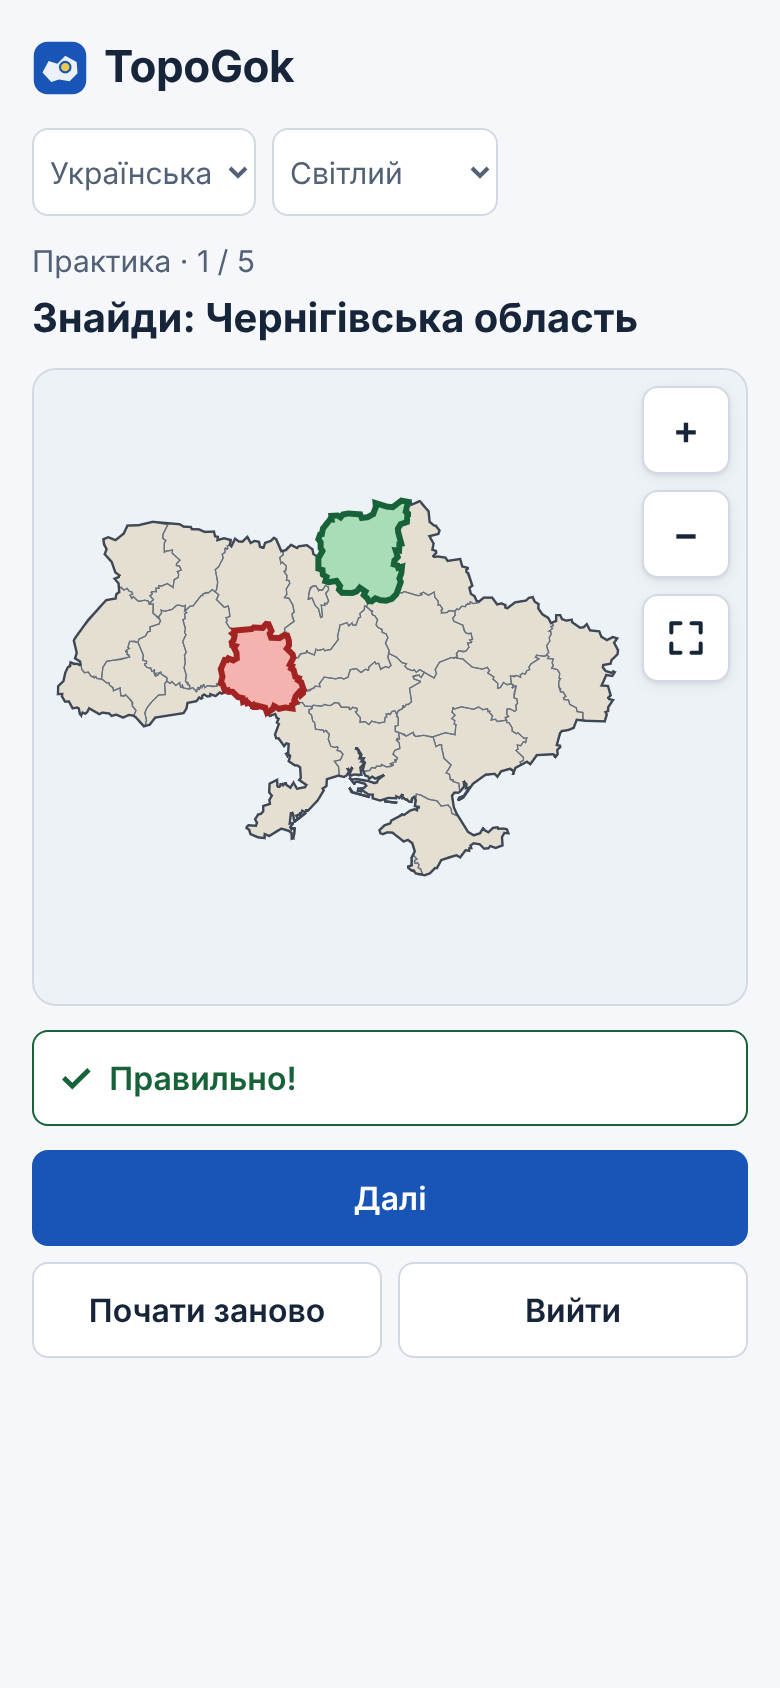 TopoGok
Українська
Світлий
Практика · 1 / 5
Знайди: Чернігівська область
+
−
Правильно!
Далі
Почати заново
Вийти